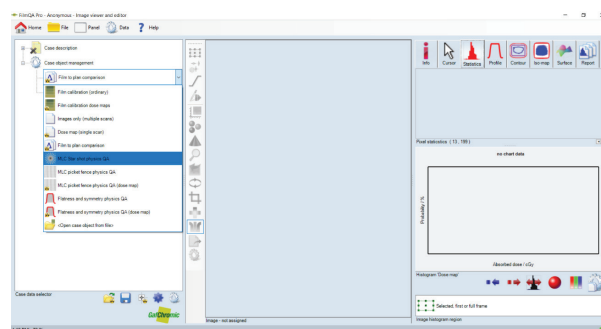 FilmQA Pro - Anonymous - Image viewer and editor
Home File Panel Data ? Help
Case description
Case object management
Film to plan comparison
Film calibration (ordinary)
Film calibration dose maps
Images only (multiple scans)
Dose map (single scan)
Film to plan comparison
MLC star shot physics QA
MLC picket fence physics QA
MLC picket fence physics QA (dose map)
Flatness and symmetry physics QA
Flatness and symmetry physics QA (dose map)
<Open case object from file>
Case data selector
GafChromic
Image - not assigned
Info Cursor Statistics Profile Contour Iso-map Surface Report
Pixel statistics ( 13 , 198 )
no chart data
Probability / %
Absorbed dose / cGy
Histogram 'Dose map'
Selected, first or full frame
Image histogram region